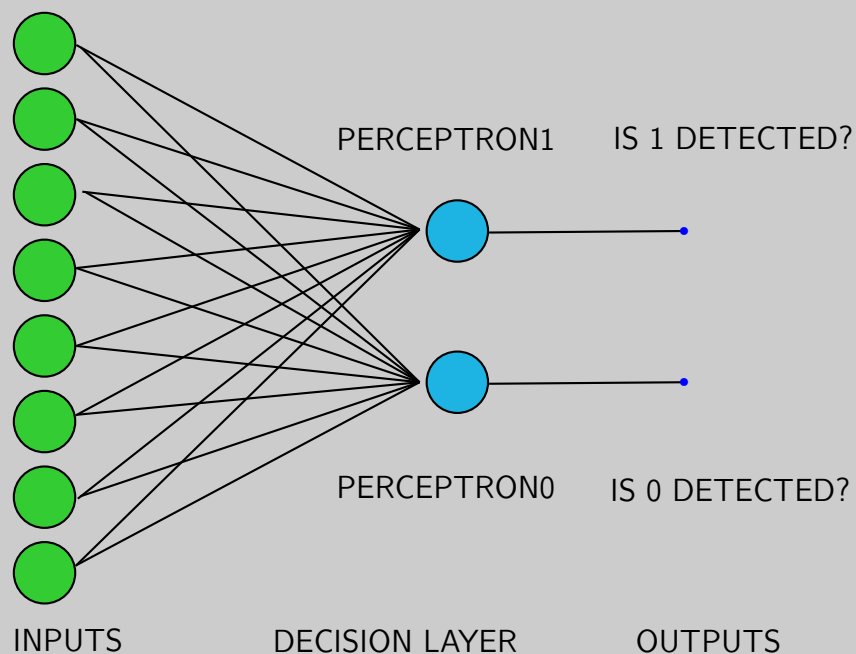 PERCEPTRON1 IS 1 DETECTED?
PERCEPTRON0 IS 0 DETECTED?
INPUTS DECISION LAYER OUTPUTS